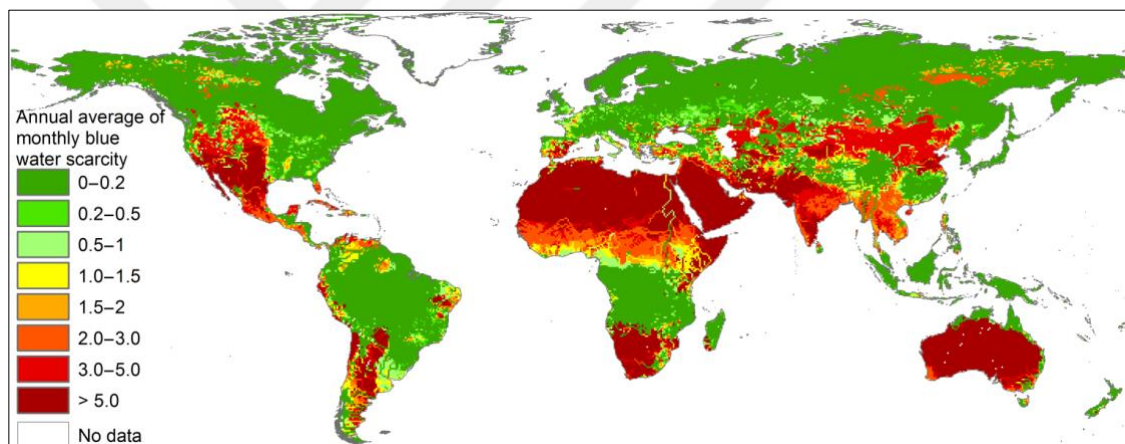 Annual average of
monthly blue
water scarcity
0–0.2
0.2–0.5
0.5–1
1.0–1.5
1.5–2
2.0–3.0
3.0–5.0
> 5.0
No data